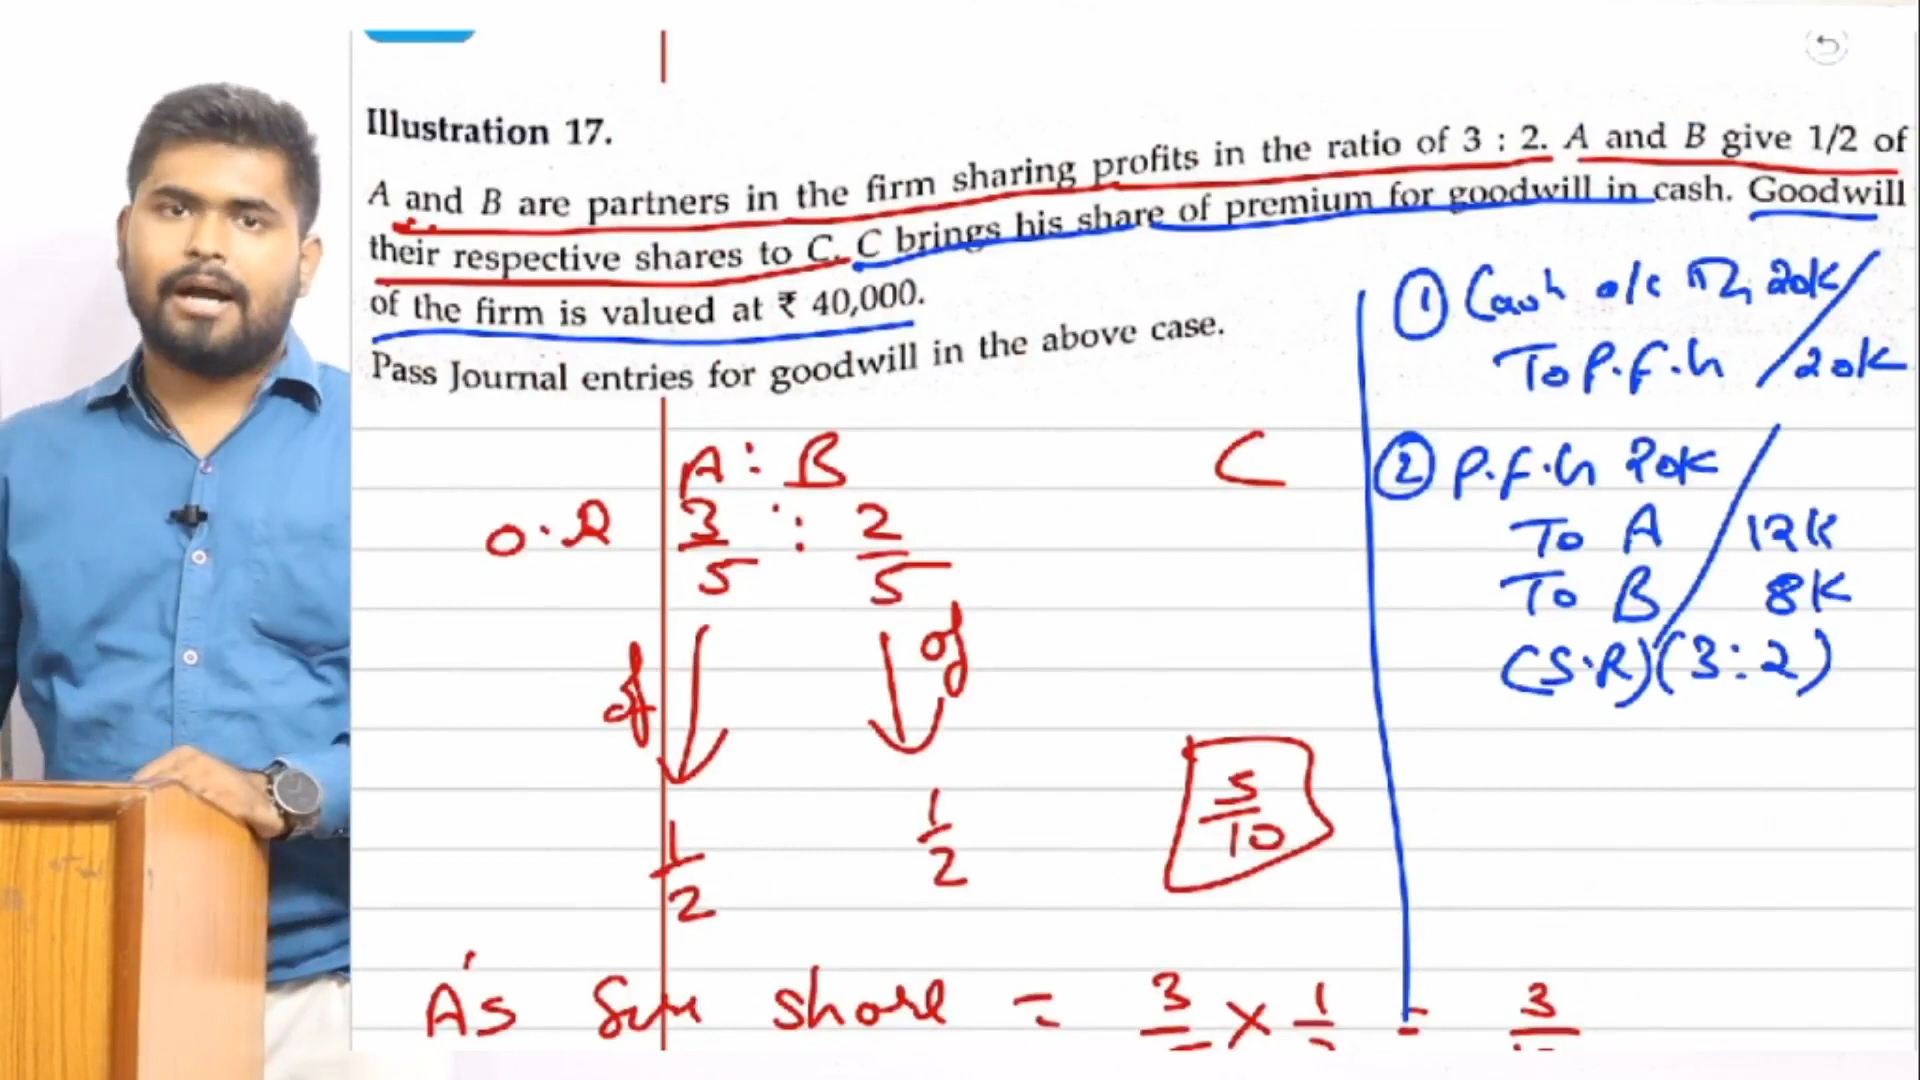 Illustration 17.
A and B are partners in the firm sharing profits in the ratio of 3 : 2. A and B give 1/2 of
their respective shares to C. C brings his share of premium for goodwill in cash. Goodwill
of the firm is valued at ₹ 40,000.
Pass Journal entries for goodwill in the above case.
A : B C
O.R 3/5 : 2/5
of of
1/2 1/2
5/10
A's share = 3 × 1 = 3
① Cash a/c Dr 20K
To P.F.G 20K
② P.F.G 20K
To A 12K
To B 8K
(S.R) (3:2)